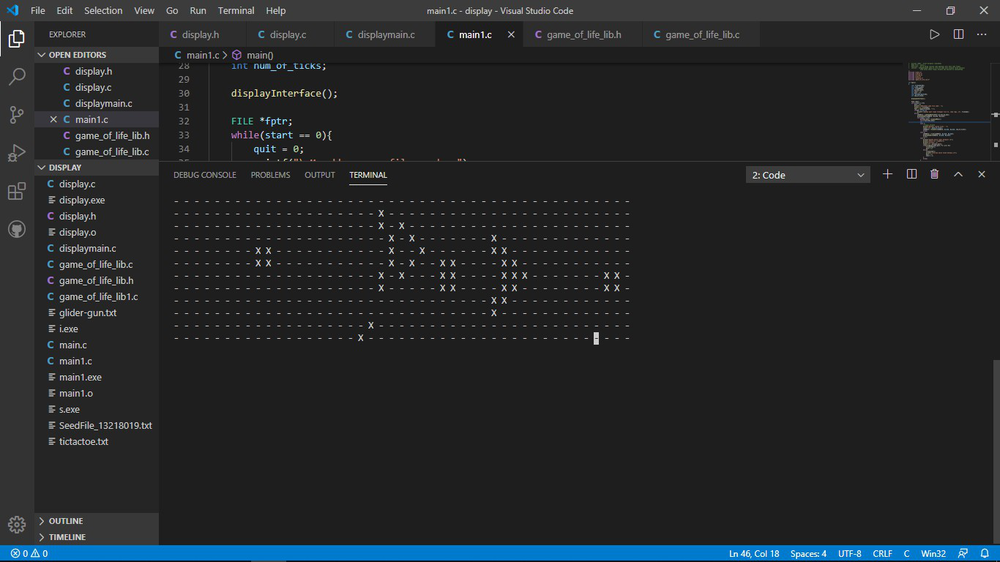 File Edit Selection View Go Run Terminal Help main1.c - display - Visual Studio Code
EXPLORER
OPEN EDITORS
C display.h
C display.c
C displaymain.c
C main1.c
C game_of_life_lib.h
C game_of_life_lib.c
DISPLAY
C display.c
display.exe
C display.h
display.o
C displaymain.c
C game_of_life_lib.c
C game_of_life_lib.h
C game_of_life_lib1.c
glider-gun.txt
i.exe
C main.c
C main1.c
main1.exe
main1.o
s.exe
SeedFile_13218019.txt
tictactoe.txt
OUTLINE
TIMELINE
C display.h C display.c C displaymain.c C main1.c C game_of_life_lib.h C game_of_life_lib.c
C main1.c > main()
28 int num_of_ticks;
29
30 displayInterface();
31
32 FILE *fptr;
33 while(start == 0){
34 quit = 0;
DEBUG CONSOLE PROBLEMS OUTPUT TERMINAL 2: Code
- - - - - - - - - - - - - - - - - - - - - - - - - - - - - - - - - - - - - - - - - - - - -
- - - - - - - - - - - - - - - - - - - - X - - - - - - - - - - - - - - - - - - - - - - - -
- - - - - - - - - - - - - - - - - - - - X - X - - - - - - - - - - - - - - - - - - - - - -
- - - - - - - - - - - - - - - - - - - - - X - X - - - - - - - X - - - - - - - - - - - - -
- - - - - - - - X X - - - - - - - - - - - X - - X - - - - - - X X - - - - - - - - - - - -
- - - - - - - - X X - - - - - - - - - - - X - X - - X X - - - - X X - - - - - - - - - - -
- - - - - - - - - - - - - - - - - - - - X - X - - - X X - - - - X X X - - - - - - - X X -
- - - - - - - - - - - - - - - - - - - - X - - - - - X X - - - - X X - - - - - - - - X X -
- - - - - - - - - - - - - - - - - - - - - - - - - - - - - - - X X - - - - - - - - - - - -
- - - - - - - - - - - - - - - - - - - - - - - - - - - - - - - X - - - - - - - - - - - - -
- - - - - - - - - - - - - - - - - - - X - - - - - - - - - - - - - - - - - - - - - - - - -
- - - - - - - - - - - - - - - - - - X - - - - - - - - - - - - - - - - - - - - - - - - - -
0 0 Ln 46, Col 18 Spaces: 4 UTF-8 CRLF C Win32